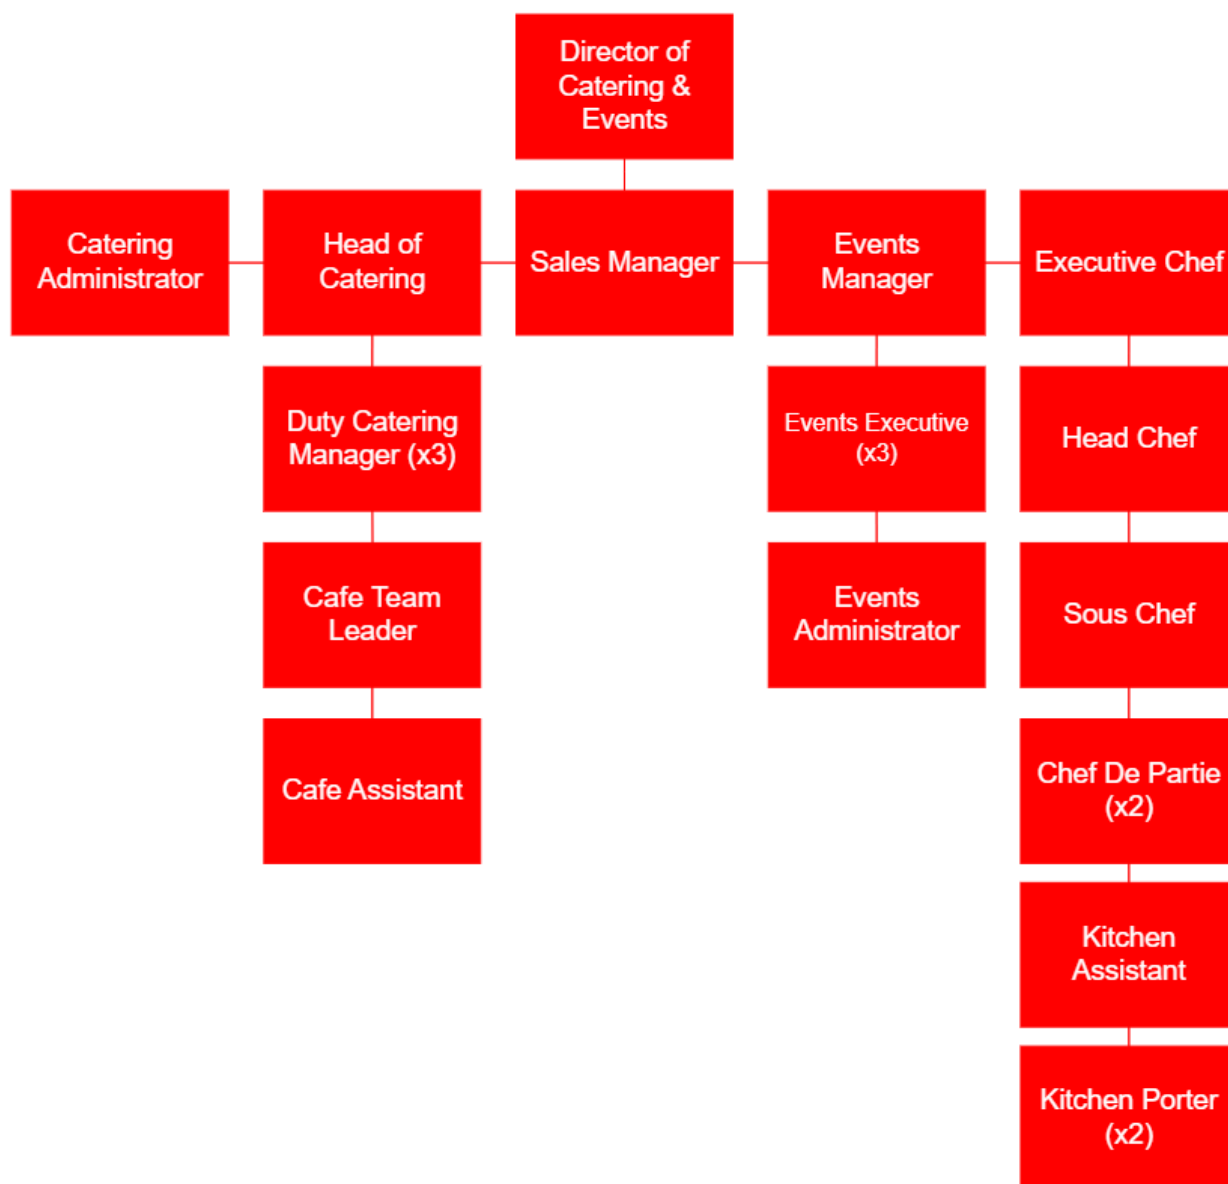 Director of
Catering &
Events
Catering
Administrator
Head of
Catering
Sales Manager
Events
Manager
Executive Chef
Duty Catering
Manager (x3)
Events Executive
(x3)
Head Chef
Cafe Team
Leader
Events
Administrator
Sous Chef
Cafe Assistant
Chef De Partie
(x2)
Kitchen
Assistant
Kitchen Porter
(x2)